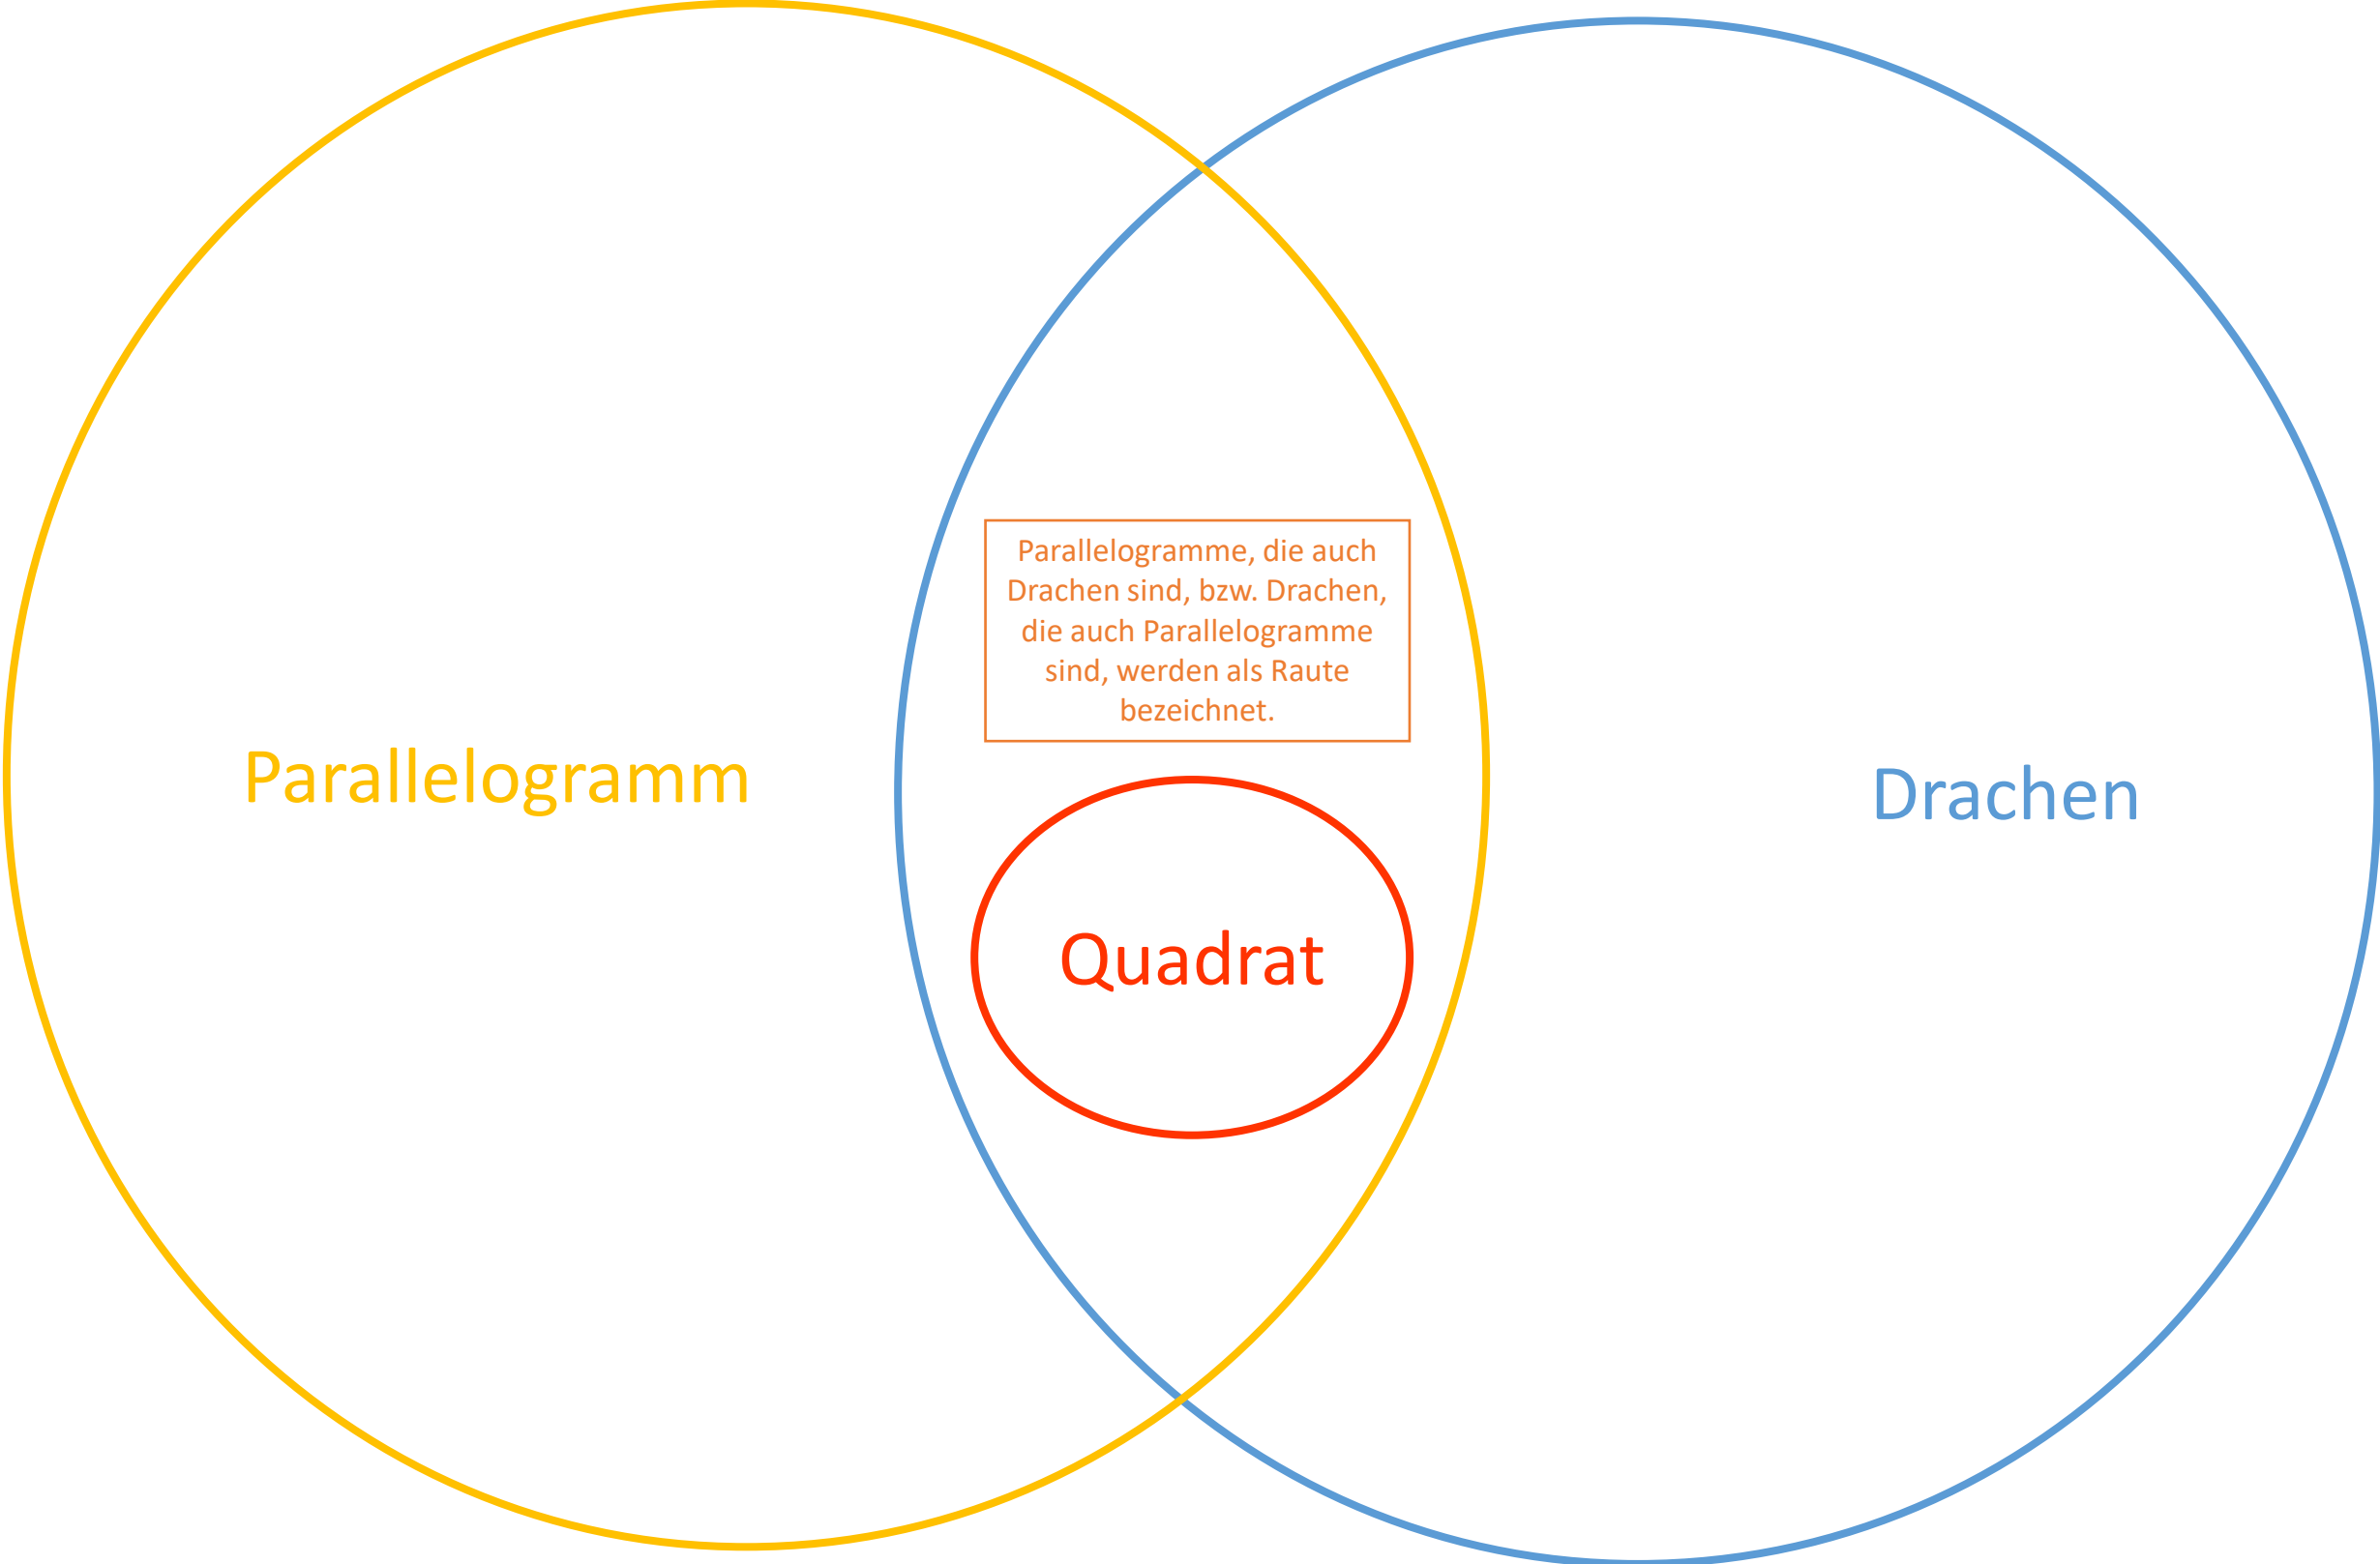 Parallelogramme, die auch
Drachen sind, bzw. Drachen,
die auch Parallelogramme
sind, werden als Raute
bezeichnet.
Parallelogramm
Drachen
Quadrat